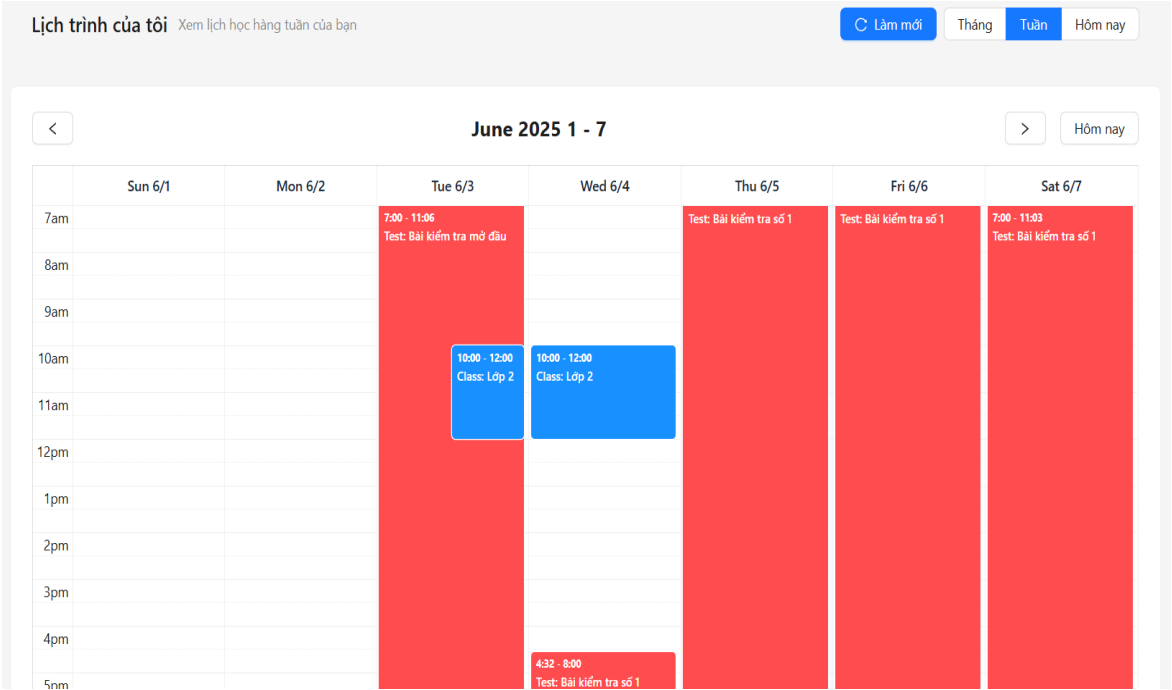 Lịch trình của tôi Xem lịch học hàng tuần của bạn Làm mới Tháng Tuần Hôm nay
June 2025 1 - 7 Hôm nay
Sun 6/1 Mon 6/2 Tue 6/3 Wed 6/4 Thu 6/5 Fri 6/6 Sat 6/7
7am
7:00 - 11:06
Test: Bài kiểm tra mở đầu
Test: Bài kiểm tra số 1
Test: Bài kiểm tra số 1
7:00 - 11:03
Test: Bài kiểm tra số 1
8am
9am
10am
10:00 - 12:00
Class: Lớp 2
10:00 - 12:00
Class: Lớp 2
11am
12pm
1pm
2pm
3pm
4pm
4:32 - 8:00
Test: Bài kiểm tra số 1
5pm